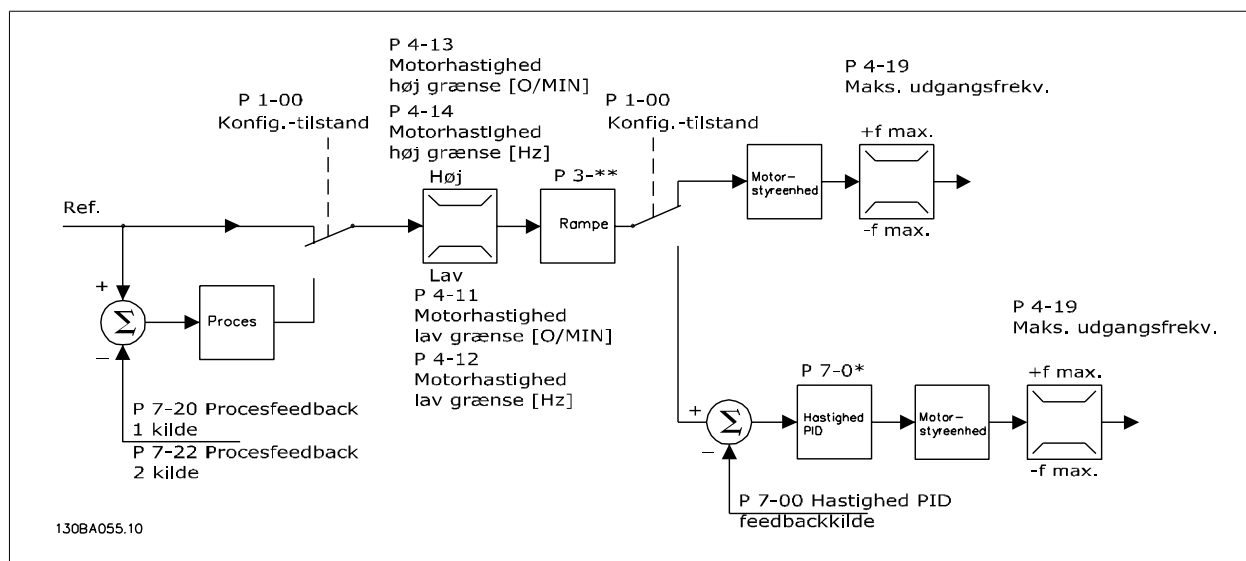 P 4-13
Motorhastighed
høj grænse [O/MIN]
P 4-14
Motorhastighed
høj grænse [Hz]
P 1-00
Konfig.-tilstand
P 1-00
Konfig.-tilstand
P 4-19
Maks. udgangsfrekv.
+f max.
Motor-
styreenhed
-f max.
Høj
P 3-**
Rampe
Lav
Ref.
+
Σ
−
Proces
P 4-11
Motorhastighed
lav grænse [O/MIN]
P 4-12
Motorhastighed
lav grænse [Hz]
P 7-20 Procesfeedback
1 kilde
P 7-22 Procesfeedback
2 kilde
P 4-19
Maks. udgangsfrekv.
P 7-0*
+
Σ
−
Hastighed
PID
Motor-
styreenhed
+f max.
-f max.
P 7-00 Hastighed PID
feedbackkilde
130BA055.10